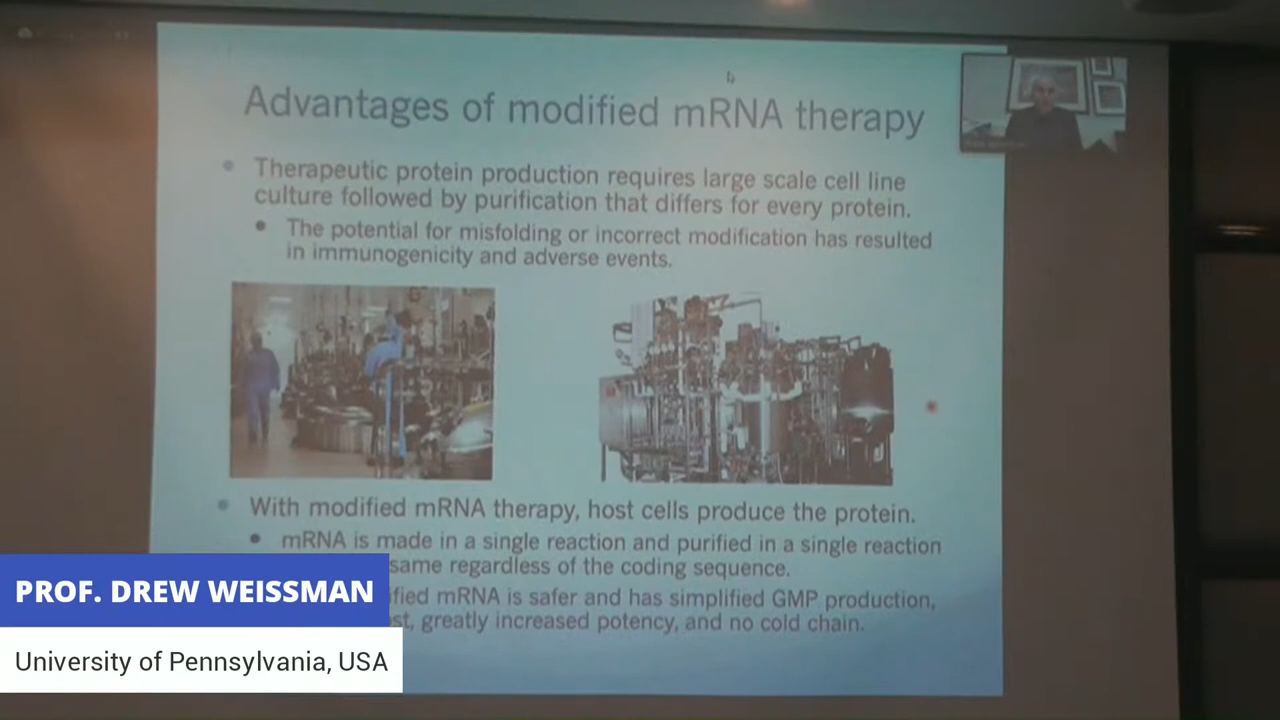 Advantages of modified mRNA therapy
Therapeutic protein production requires large scale cell line
culture followed by purification that differs for every protein.
The potential for misfolding or incorrect modification has resulted
in immunogenicity and adverse events.
With modified mRNA therapy, host cells produce the protein.
mRNA is made in a single reaction and purified in a single reaction
same regardless of the coding sequence.
ified mRNA is safer and has simplified GMP production,
st, greatly increased potency, and no cold chain.
PROF. DREW WEISSMAN
University of Pennsylvania, USA